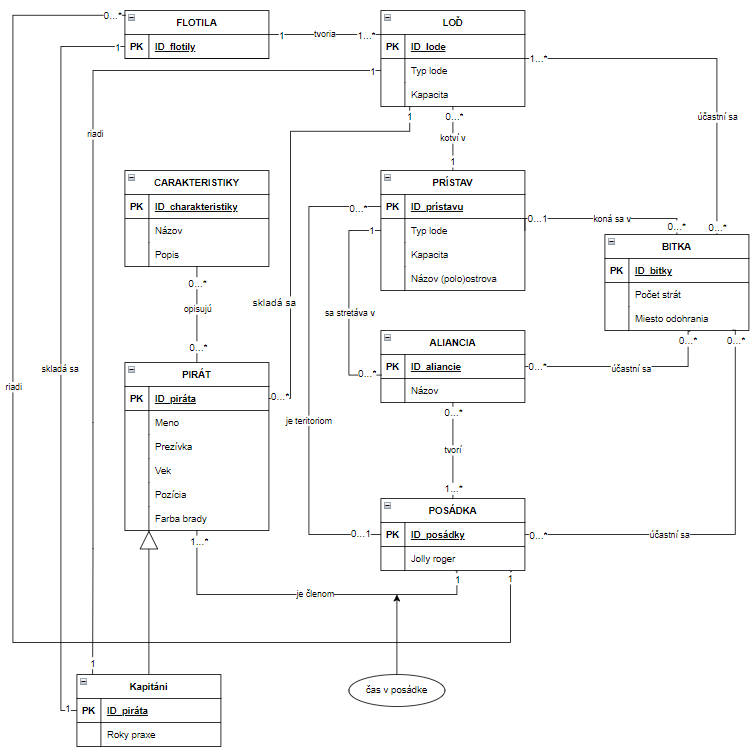 0...*
FLOTILA
PK ID_flotily
1
1
tvoria
1...*
LOĎ
PK ID_lode
Typ lode
Kapacita
1
1
0...*
1...*
účastní sa
0...*
riadi
kotví v
1
CARAKTERISTIKY
PK ID_charakteristiky
Názov
Popis
0...*
opisujú
0...*
skladá sa
0...*
PRÍSTAV
PK ID_pristavu
Typ lode
Kapacita
Názov (polo)ostrova
0...*
1
0...1
koná sa v
0...*
BITKA
PK ID_bitky
Počet strát
Miesto odohrania
0...*
0...*
sa stretáva v
0...*
ALIANCIA
PK ID_aliancie
Názov
0...*
účastní sa
0...*
tvorí
1...*
riadi
skladá sa
PIRÁT
PK ID_piráta
Meno
Prezívka
Vek
Pozícia
Farba brady
1...*
je teritoriom
0...1
POSÁDKA
PK ID_posádky
Jolly roger
0...*
účastní sa
1
1
je členom
čas v posádke
1
1
Kapitáni
PK ID_piráta
Roky praxe